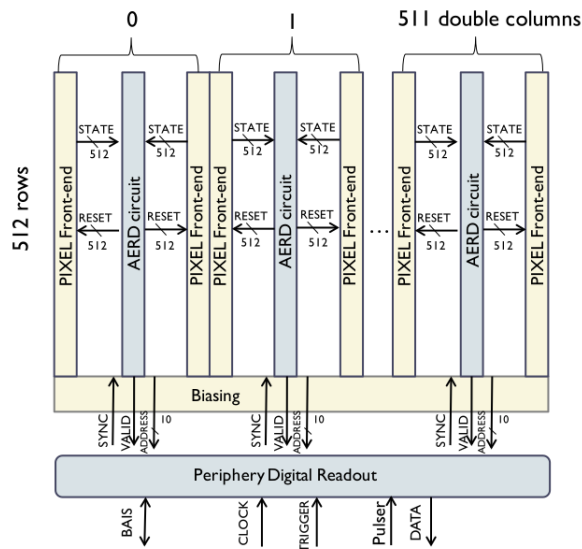 0
1
511 double columns
512 rows
PIXEL Front-end
STATE
512
RESET
512
AERD circuit
STATE
512
RESET
512
PIXEL Front-end
PIXEL Front-end
STATE
512
RESET
512
AERD circuit
STATE
512
RESET
512
PIXEL Front-end
...
PIXEL Front-end
STATE
512
RESET
512
AERD circuit
STATE
512
RESET
512
PIXEL Front-end
Biasing
SYNC
VALID
ADDRESS
10
SYNC
VALID
ADDRESS
10
SYNC
VALID
ADDRESS
10
Periphery Digital Readout
BAIS
CLOCK
TRIGGER
Pulser
DATA